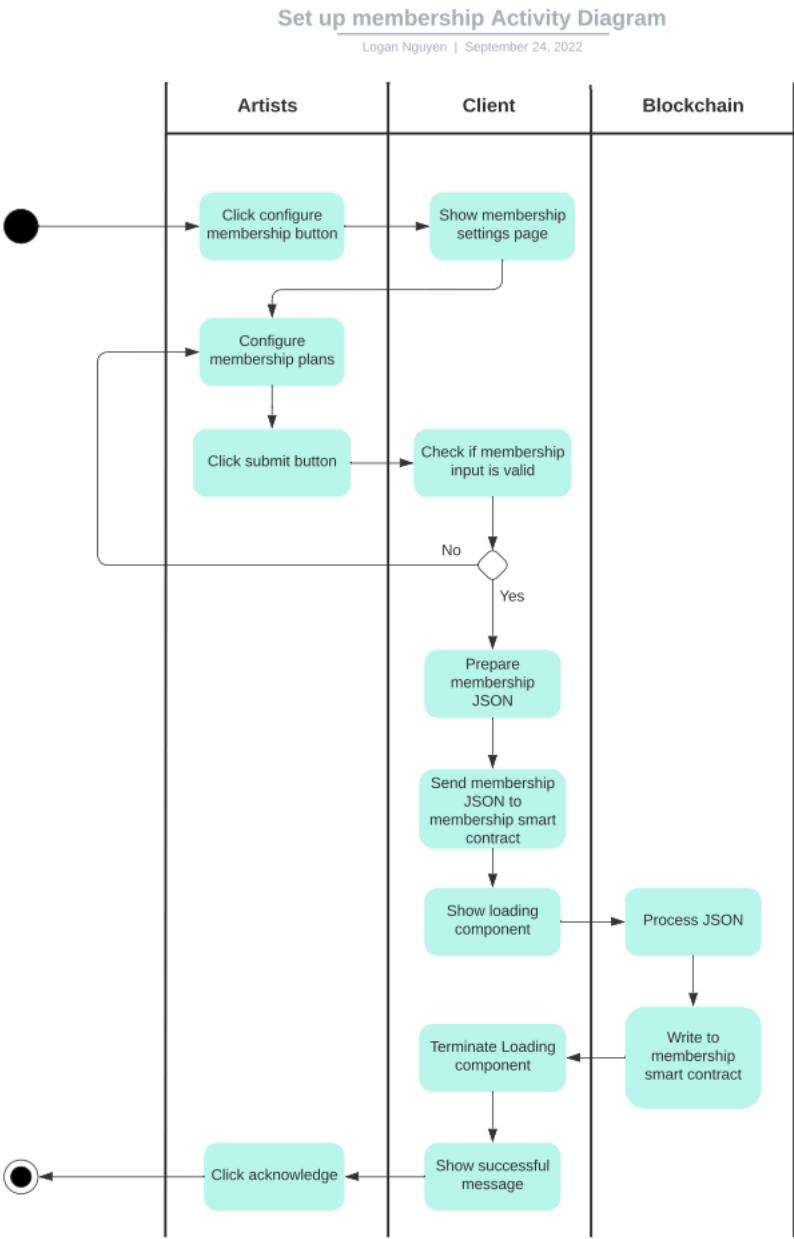 Set up membership Activity Diagram
Logan Nguyen | September 24, 2022
Artists
Client
Blockchain
Click configure
membership button
Show membership
settings page
Configure
membership plans
Click submit button
Check if membership
input is valid
No
Yes
Prepare
membership
JSON
Send membership
JSON to
membership smart
contract
Show loading
component
Process JSON
Write to
membership
smart contract
Terminate Loading
component
Show successful
message
Click acknowledge